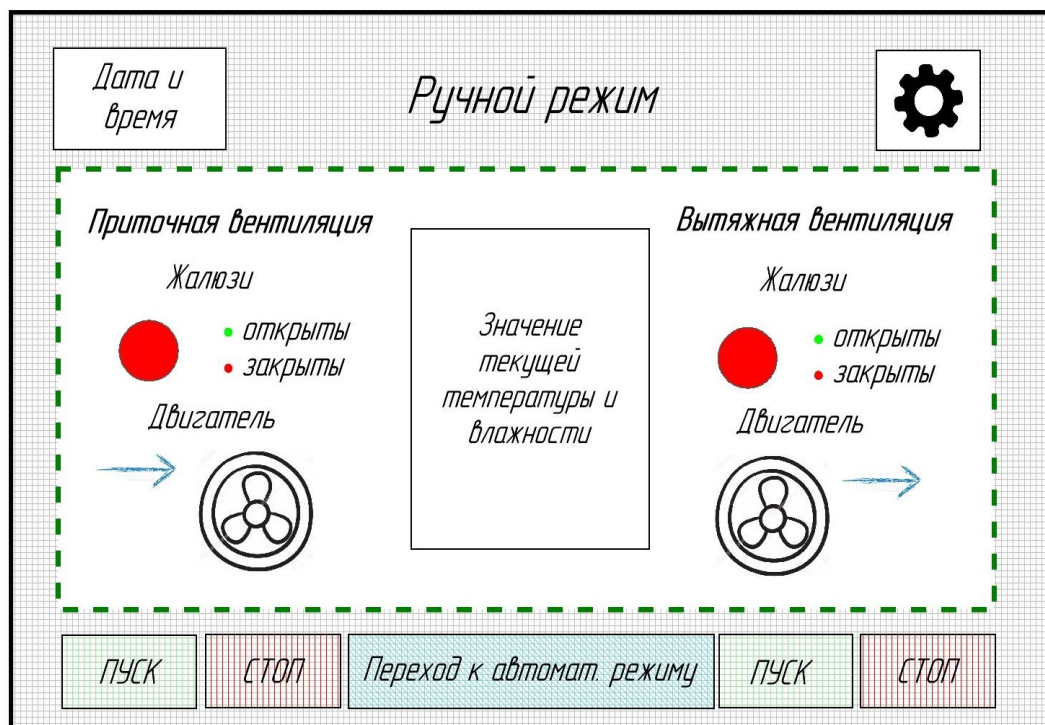 Дата и
время
Ручной режим
Приточная вентиляция
Жалюзи
открыты
закрыты
Двигатель
Значение
текущей
температуры и
влажности
Вытяжная вентиляция
Жалюзи
открыты
закрыты
Двигатель
ПУСК
СТОП
Переход к автомат. режиму
ПУСК
СТОП